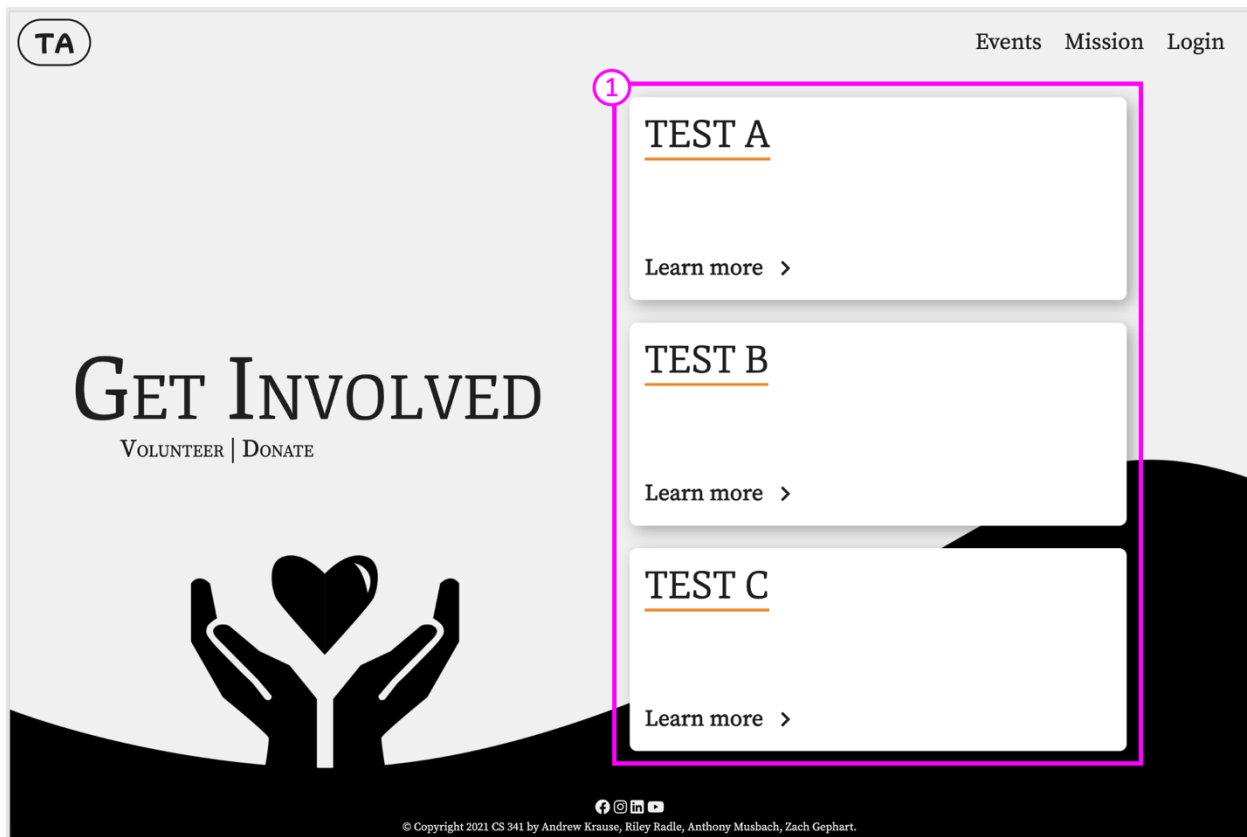 TA
Events Mission Login
1
TEST A
Learn more
TEST B
Learn more
TEST C
Learn more
Get Involved
Volunteer | Donate
© Copyright 2021 CS 341 by Andrew Krause, Riley Radle, Anthony Musbach, Zach Gephart.